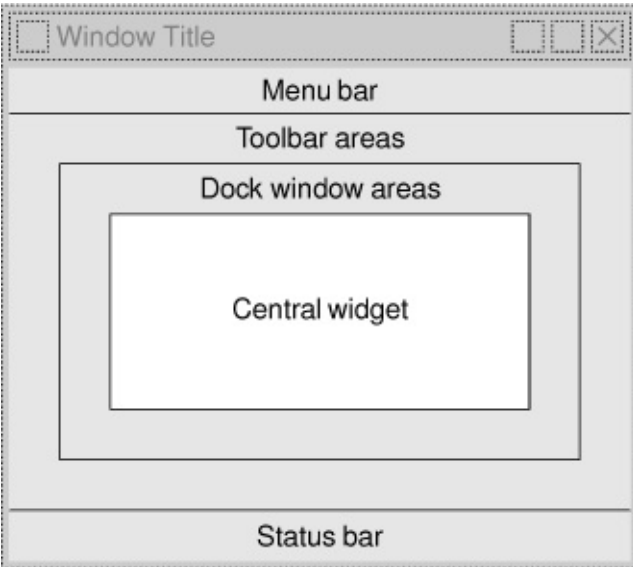 Window Title
Menu bar
Toolbar areas
Dock window areas
Central widget
Status bar